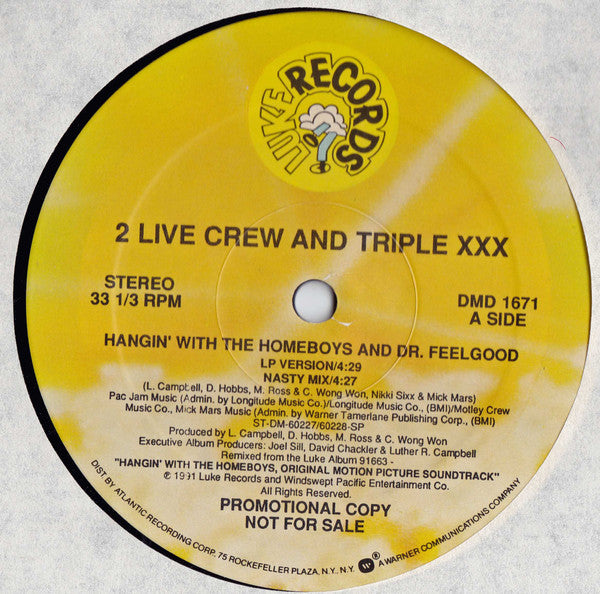 LUKE RECORDS
2 LIVE CREW AND TRIPLE XXX
STEREO
33 1/3 RPM
DMD 1671
A SIDE
HANGIN' WITH THE HOMEBOYS AND DR. FEELGOOD
LP VERSION/4:29
NASTY MIX/4:27
(L. Campbell, D. Hobbs, M. Ross & C. Wong Won, Nikki Sixx & Mick Mars)
Pac Jam Music (Admin. by Longitude Music Co.)/Longitude Music Co., (BMI)/Motley Crew
Music Co., Mick Mars Music (Admin. by Warner Tamerlane Publishing Corp., (BMI)
ST-DM-60227/60228-SP
Produced by L. Campbell, D. Hobbs, M. Ross & C. Wong Won
Executive Album Producers: Joel Sill, David Chackler & Luther R. Campbell
Remixed from the Luke Album 91663 -
"HANGIN' WITH THE HOMEBOYS, ORIGINAL MOTION PICTURE SOUNDTRACK"
℗ 1991 Luke Records and Windswept Pacific Entertainment Co.
All Rights Reserved.
PROMOTIONAL COPY
NOT FOR SALE
DIST BY ATLANTIC RECORDING CORP. 75 ROCKEFELLER PLAZA, N.Y., N.Y. ® A WARNER COMMUNICATIONS COMPANY